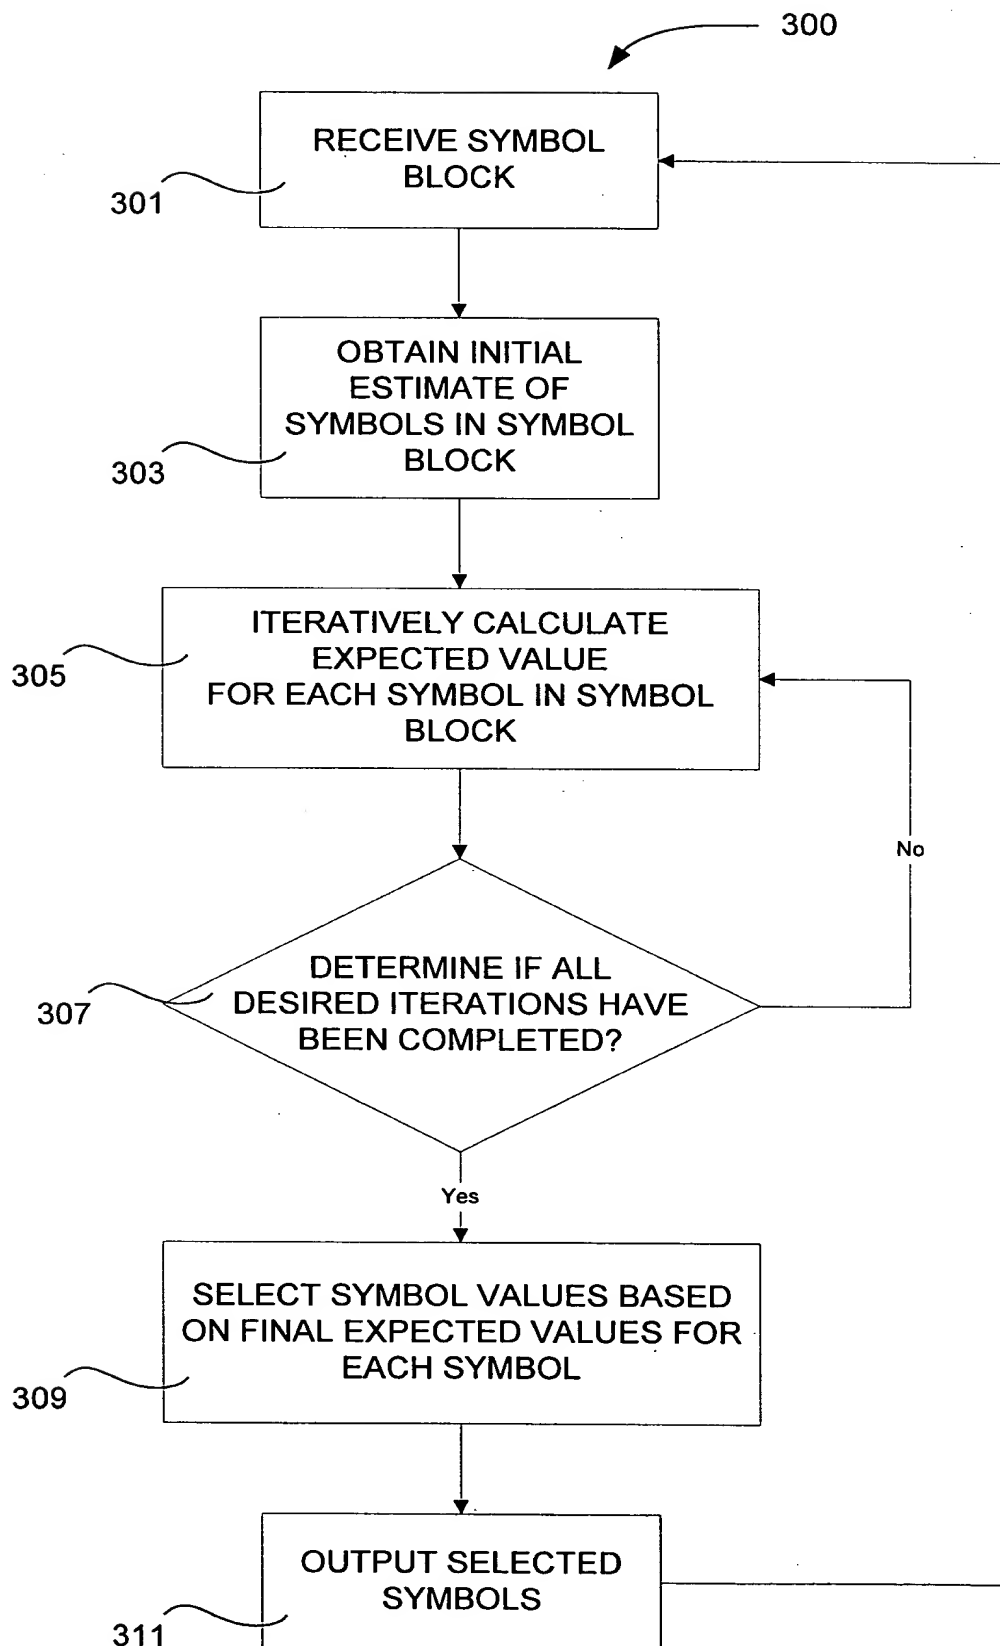 300
RECEIVE SYMBOL
BLOCK
301
OBTAIN INITIAL
ESTIMATE OF
SYMBOLS IN SYMBOL
BLOCK
303
ITERATIVELY CALCULATE
EXPECTED VALUE
FOR EACH SYMBOL IN SYMBOL
BLOCK
305
No
DETERMINE IF ALL
DESIRED ITERATIONS HAVE
BEEN COMPLETED?
307
Yes
SELECT SYMBOL VALUES BASED
ON FINAL EXPECTED VALUES FOR
EACH SYMBOL
309
OUTPUT SELECTED
SYMBOLS
311